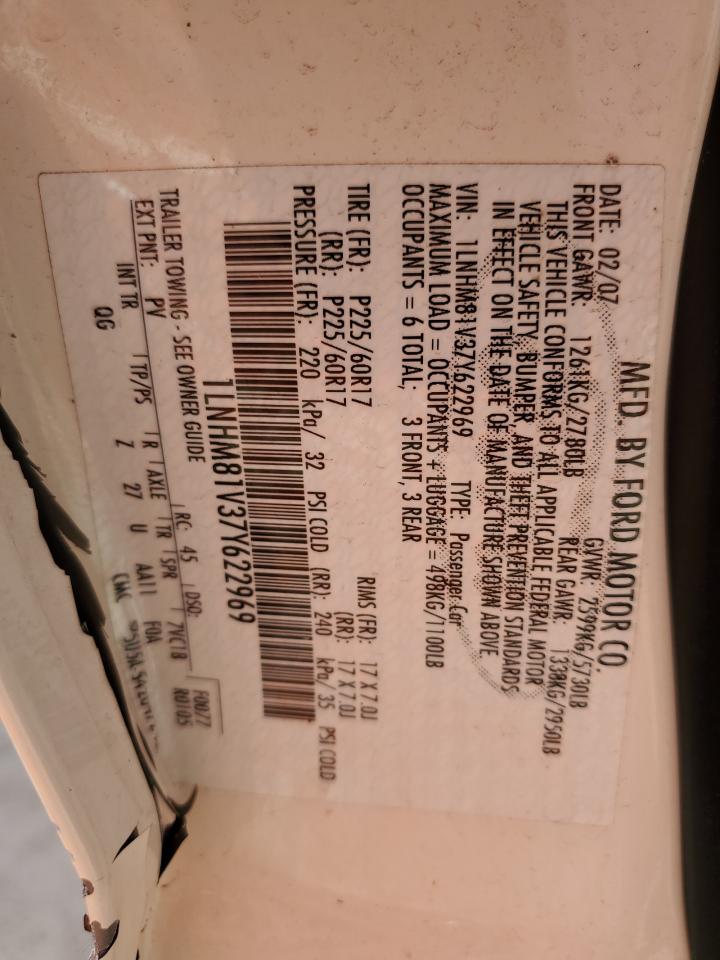 MFD. BY FORD MOTOR CO.
DATE: 02/07 GVWR: 2599KG/5730LB
FRONT GAWR: 1261KG/2780LB REAR GAWR: 1338KG/2950LB
THIS VEHICLE CONFORMS TO ALL APPLICABLE FEDERAL MOTOR
VEHICLE SAFETY, BUMPER, AND THEFT PREVENTION STANDARDS
IN EFFECT ON THE DATE OF MANUFACTURE SHOWN ABOVE.
VIN: 1LNHM81V37Y622969 TYPE: Passenger Car
MAXIMUM LOAD = OCCUPANTS + LUGGAGE = 498KG/1100LB
OCCUPANTS = 6 TOTAL; 3 FRONT, 3 REAR
TIRE (FR): P225/60R17 RIMS (FR): 17 X 7.0J
(RR): P225/60R17 (RR): 17 X 7.0J
PRESSURE (FR): 220 kPa/ 32 PSI COLD (RR): 240 kPa/ 35 PSI COLD
1LNHM81V37Y622969
TRAILER TOWING - SEE OWNER GUIDE
EXT PNT: PV RC: 45 DSO: F0077
INT TR TP/PS R AXLE TR SPR 7YC18 R0105
QG Z 27 U AA11 FOA